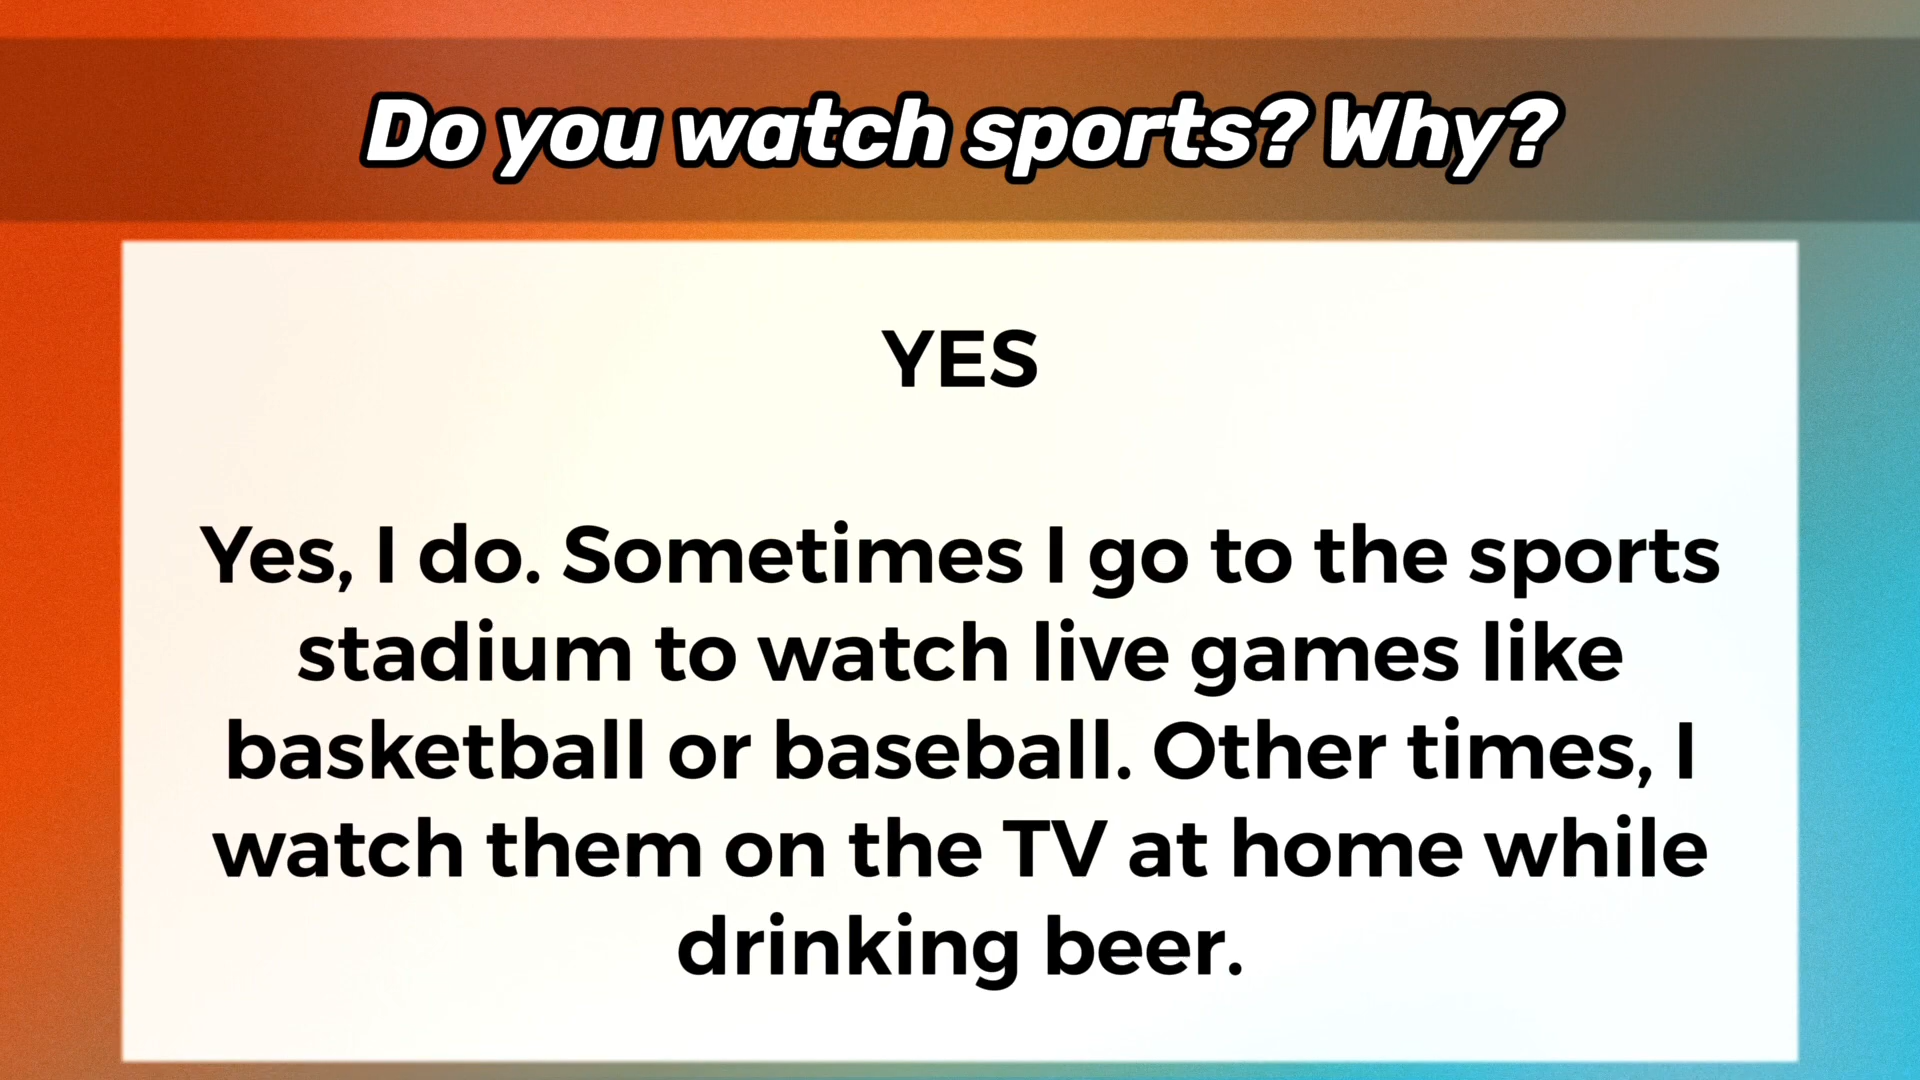 Do you watch sports? Why?
YES
Yes, I do. Sometimes I go to the sports
stadium to watch live games like
basketball or baseball. Other times, I
watch them on the TV at home while
drinking beer.